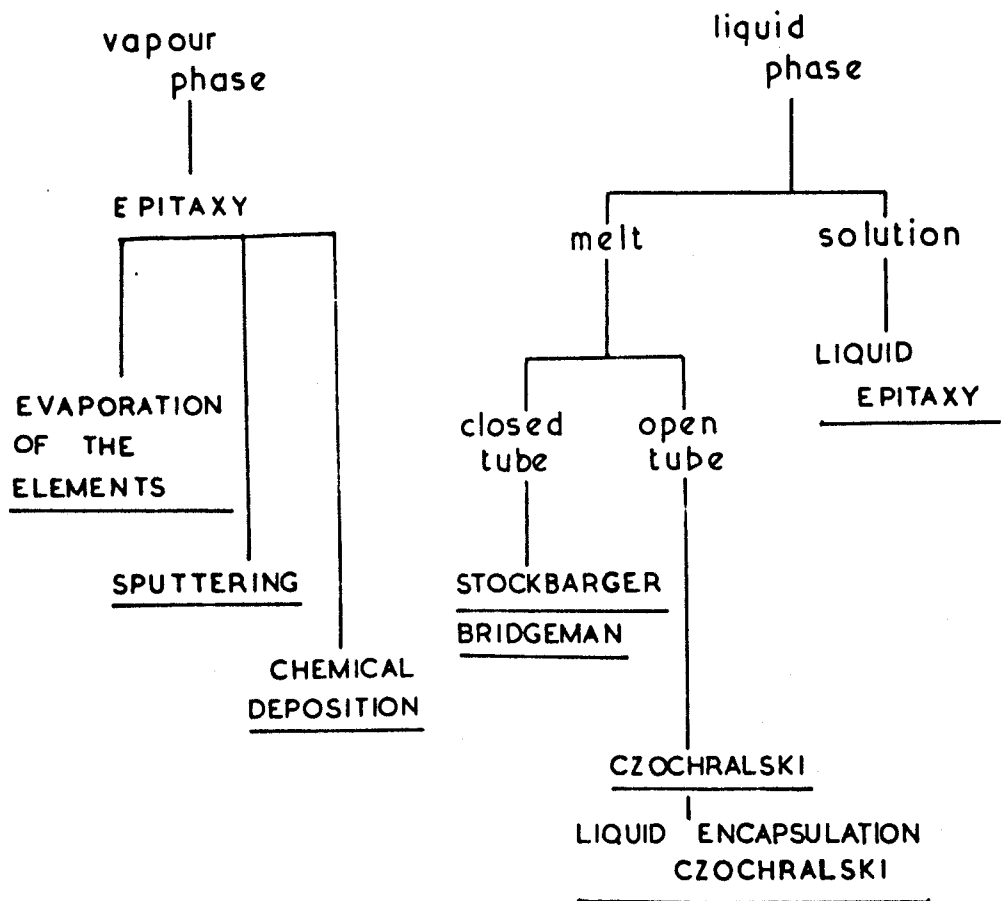 vapour
phase
EPITAXY
EVAPORATION
OF THE
ELEMENTS
SPUTTERING
CHEMICAL
DEPOSITION
liquid
phase
melt
solution
LIQUID
EPITAXY
closed
tube
open
tube
STOCKBARGER
BRIDGEMAN
CZOCHRALSKI
LIQUID ENCAPSULATION
CZOCHRALSKI